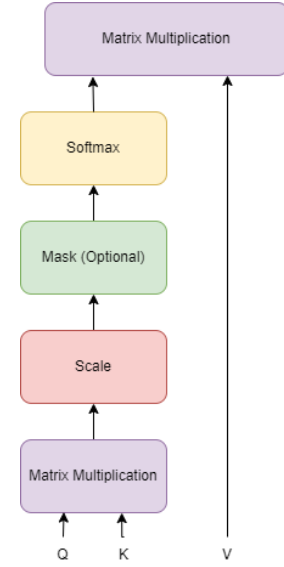 Matrix Multiplication
Softmax
Mask (Optional)
Scale
Matrix Multiplication
Q K V